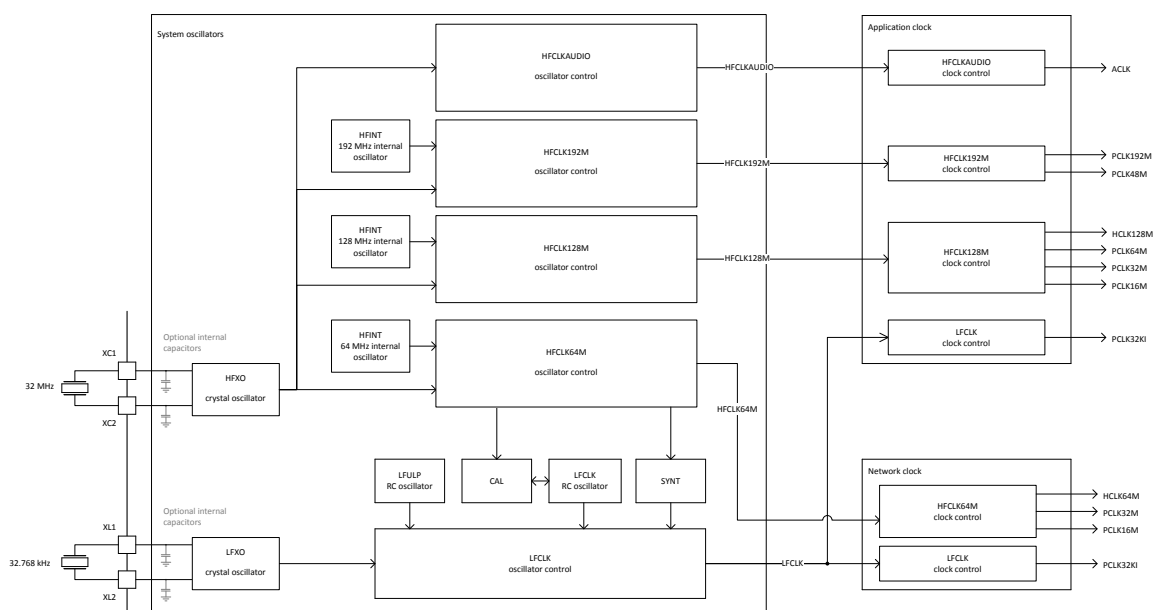 System oscillators
Application clock
HFCLKAUDIO
oscillator control
HFCLKAUDIO
HFCLKAUDIO
clock control
ACLK
HFINT
192 MHz internal
oscillator
HFCLK192M
oscillator control
HFCLK192M
HFCLK192M
clock control
PCLK192M
PCLK48M
HFINT
128 MHz internal
oscillator
HFCLK128M
oscillator control
HFCLK128M
HFCLK128M
clock control
HCLK128M
PCLK64M
PCLK32M
PCLK16M
HFINT
64 MHz internal
oscillator
HFCLK64M
oscillator control
LFCLK
clock control
PCLK32KI
Optional internal
capacitors
XC1
32 MHz
XC2
HFXO
crystal oscillator
HFCLK64M
LFULP
RC oscillator
CAL
LFCLK
RC oscillator
SYNT
Network clock
HFCLK64M
clock control
HCLK64M
PCLK32M
PCLK16M
Optional internal
capacitors
XL1
32.768 kHz
XL2
LFXO
crystal oscillator
LFCLK
oscillator control
LFCLK
LFCLK
clock control
PCLK32KI